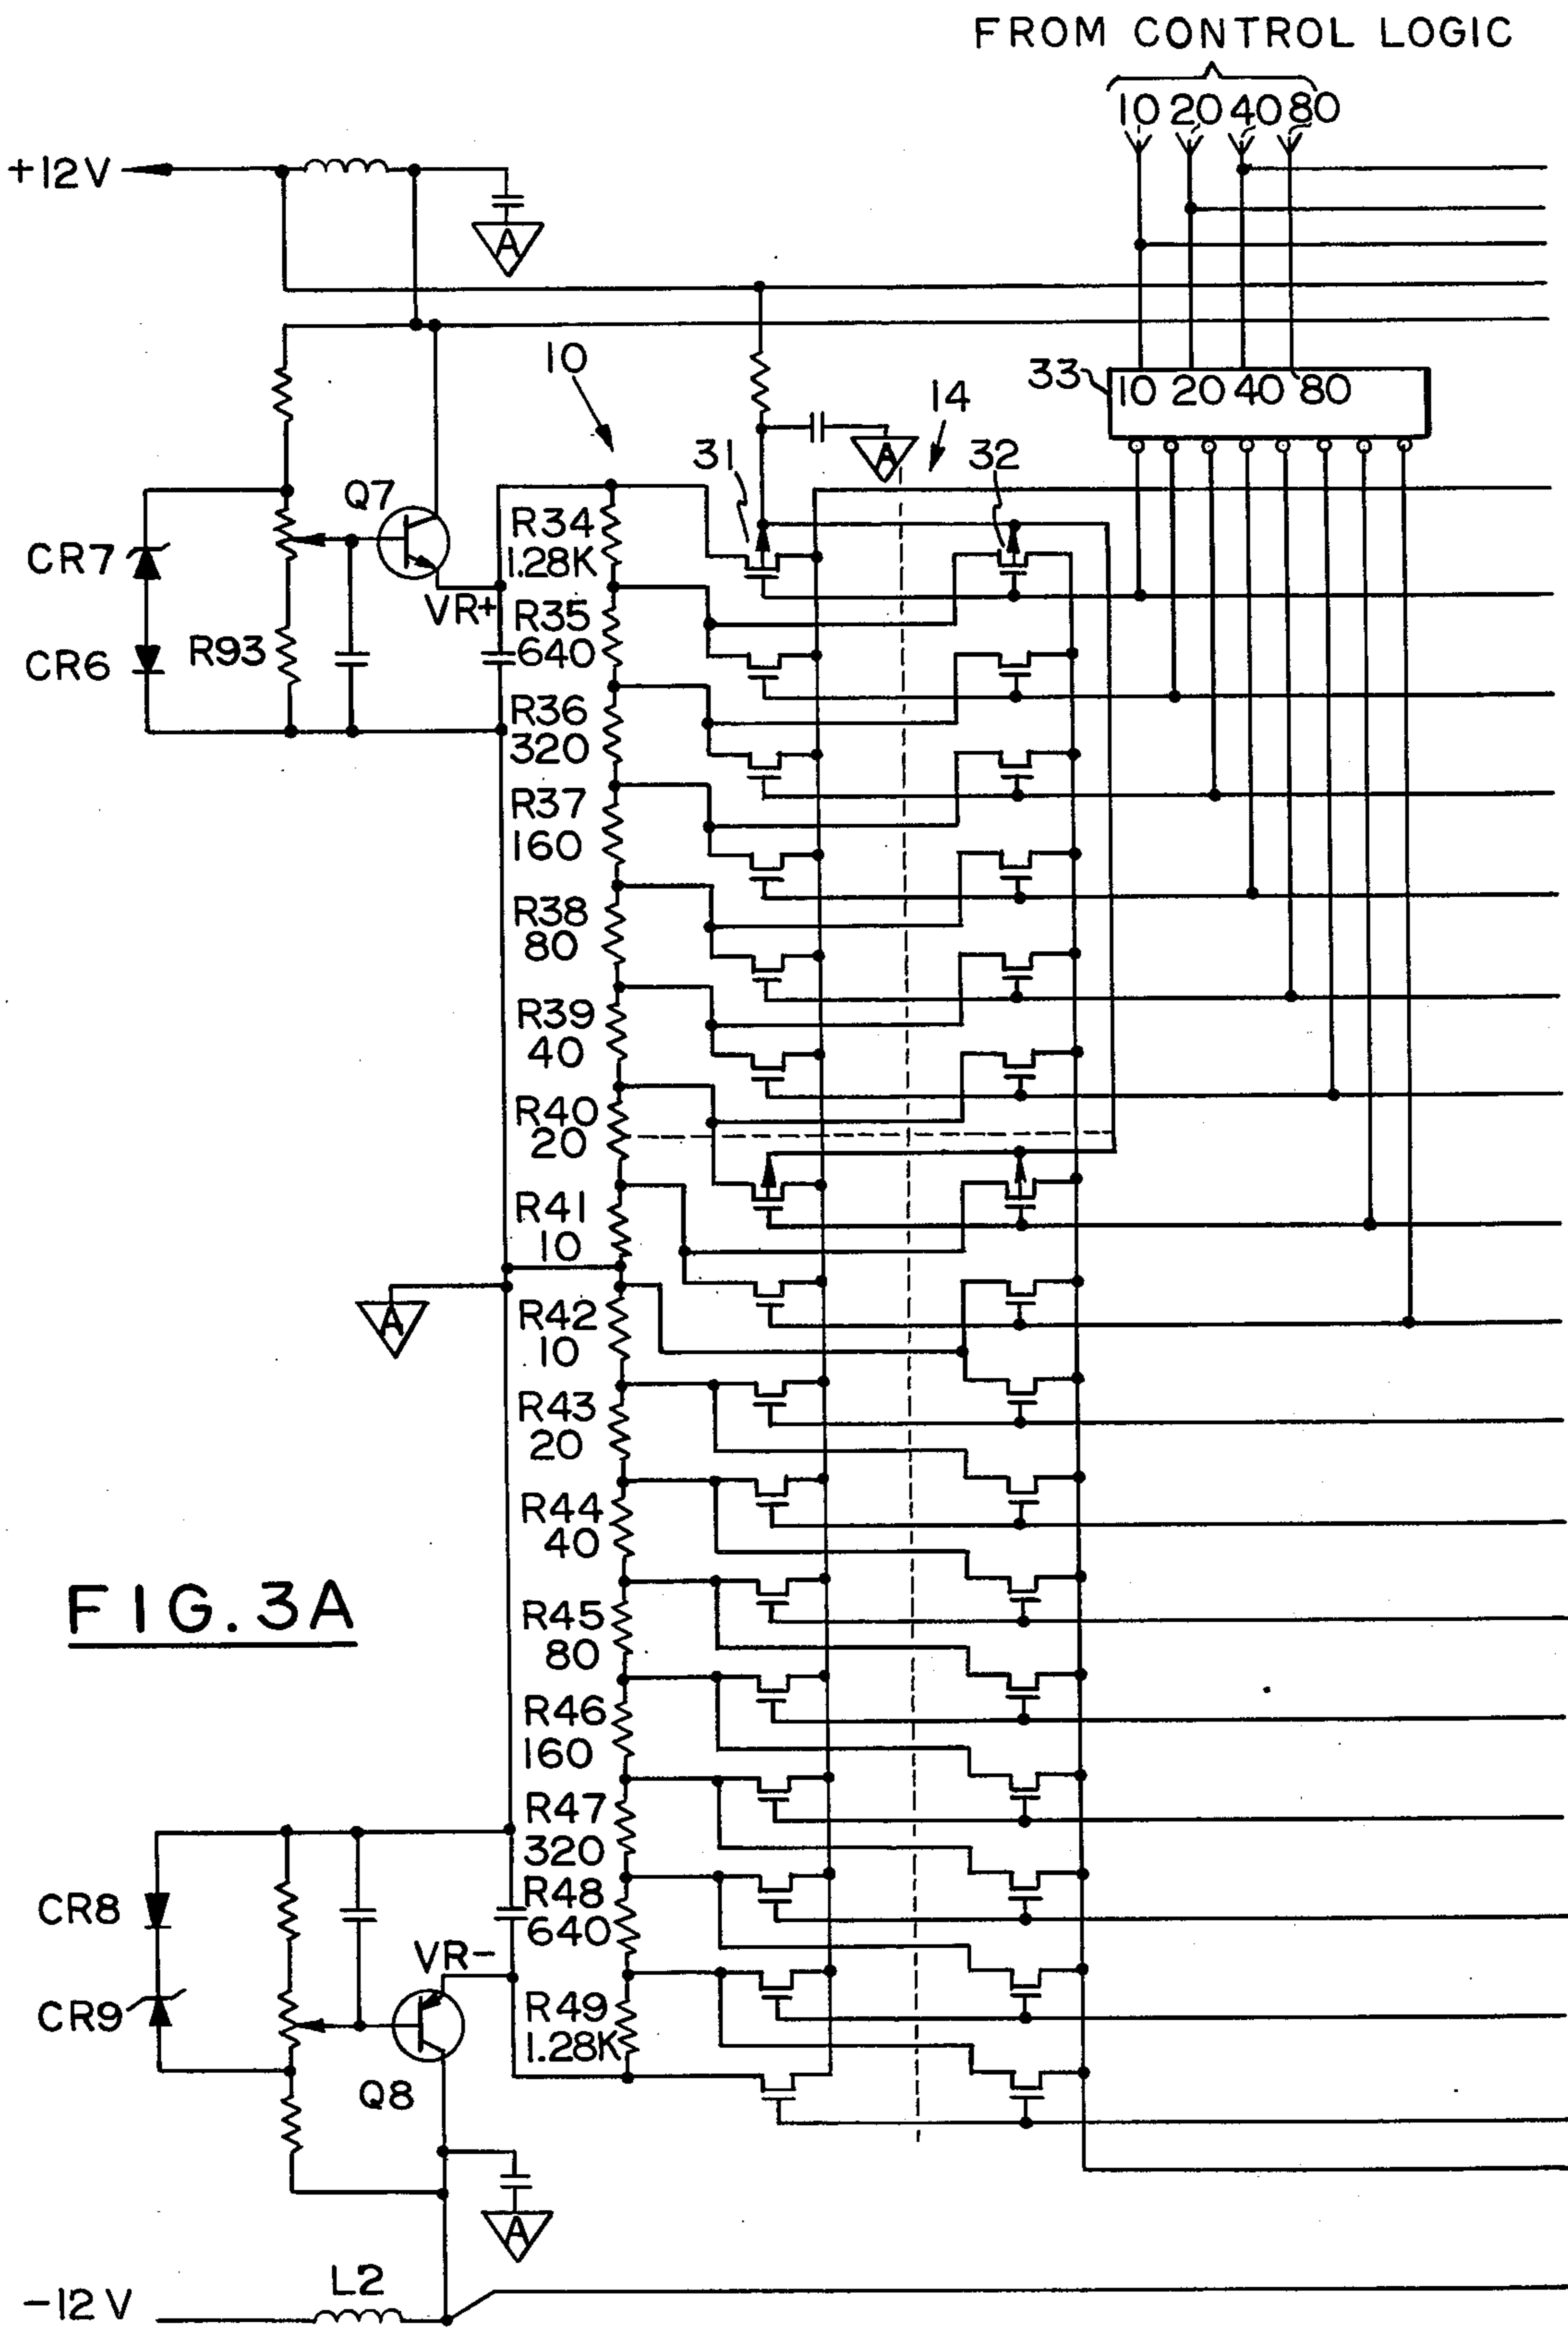 FROM CONTROL LOGIC
10 20 40 80
+12V
A
10
33
10 20 40 80
14
31
A
32
Q7
R34
1.28K
CR7
VR+
R35
640
CR6
R93
R36
320
R37
160
R38
80
R39
40
R40
20
R41
10
A
R42
10
R43
20
R44
40
FIG. 3A
R45
80
R46
160
R47
320
CR8
R48
640
VR-
CR9
R49
1.28K
Q8
A
L2
-12V